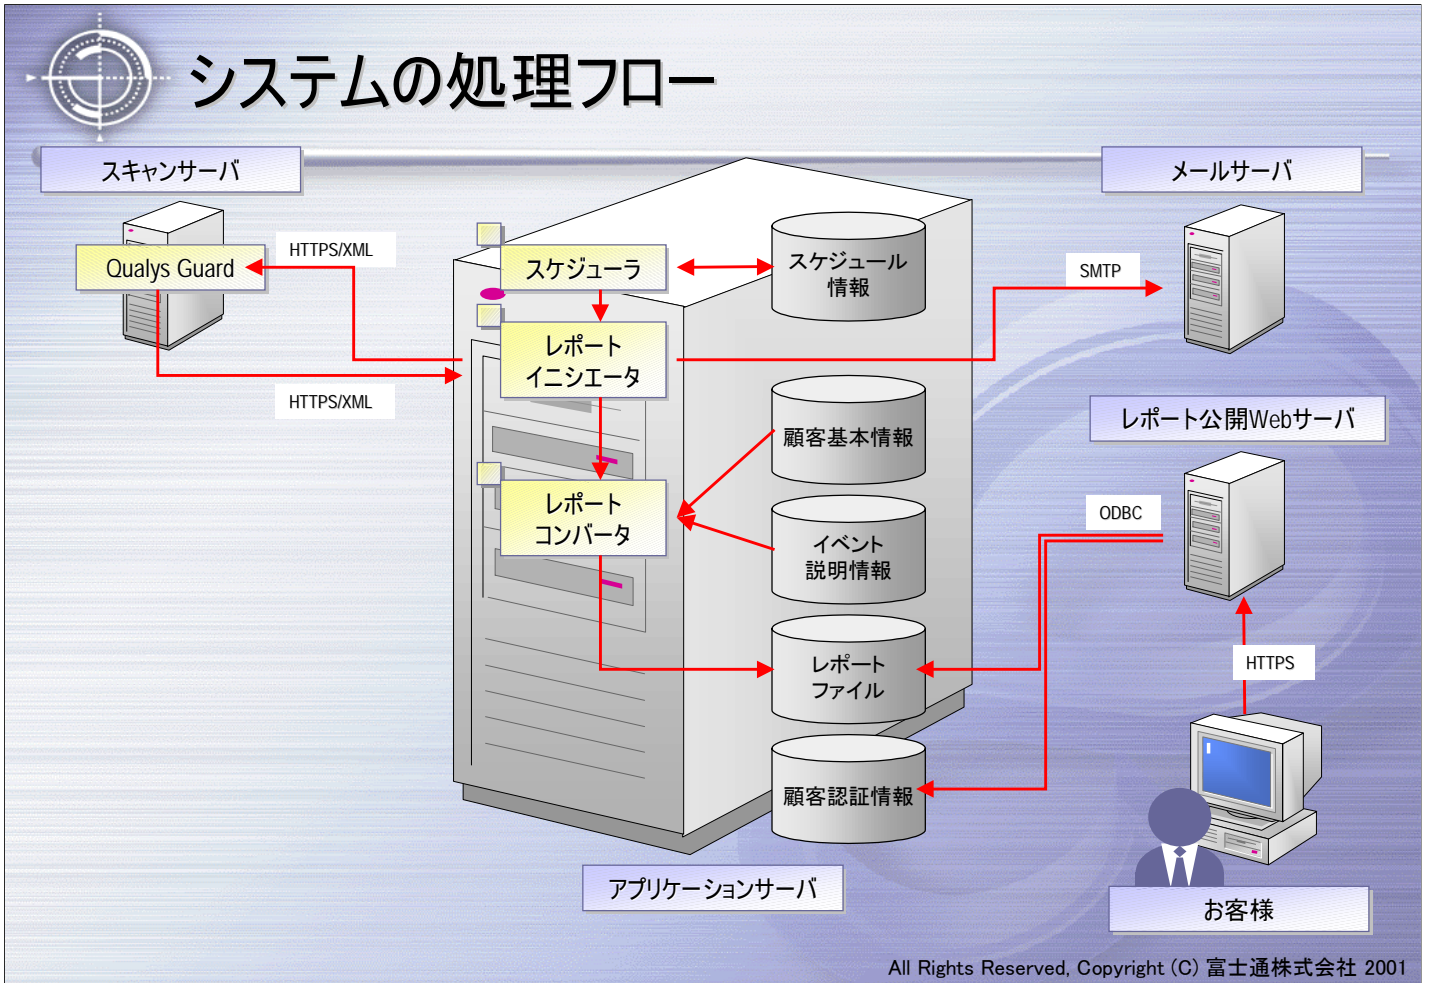 システムの処理フロー
スキャンサーバ
メールサーバ
HTTPS/XML
Qualys Guard
スケジューラ
スケジュール
情報
SMTP
レポート
イニシエータ
HTTPS/XML
顧客基本情報
レポート公開Webサーバ
レポート
コンバータ
ODBC
イベント
説明情報
レポート
ファイル
HTTPS
顧客認証情報
アプリケーションサーバ
お客様
All Rights Reserved, Copyright (C) 富士通株式会社 2001